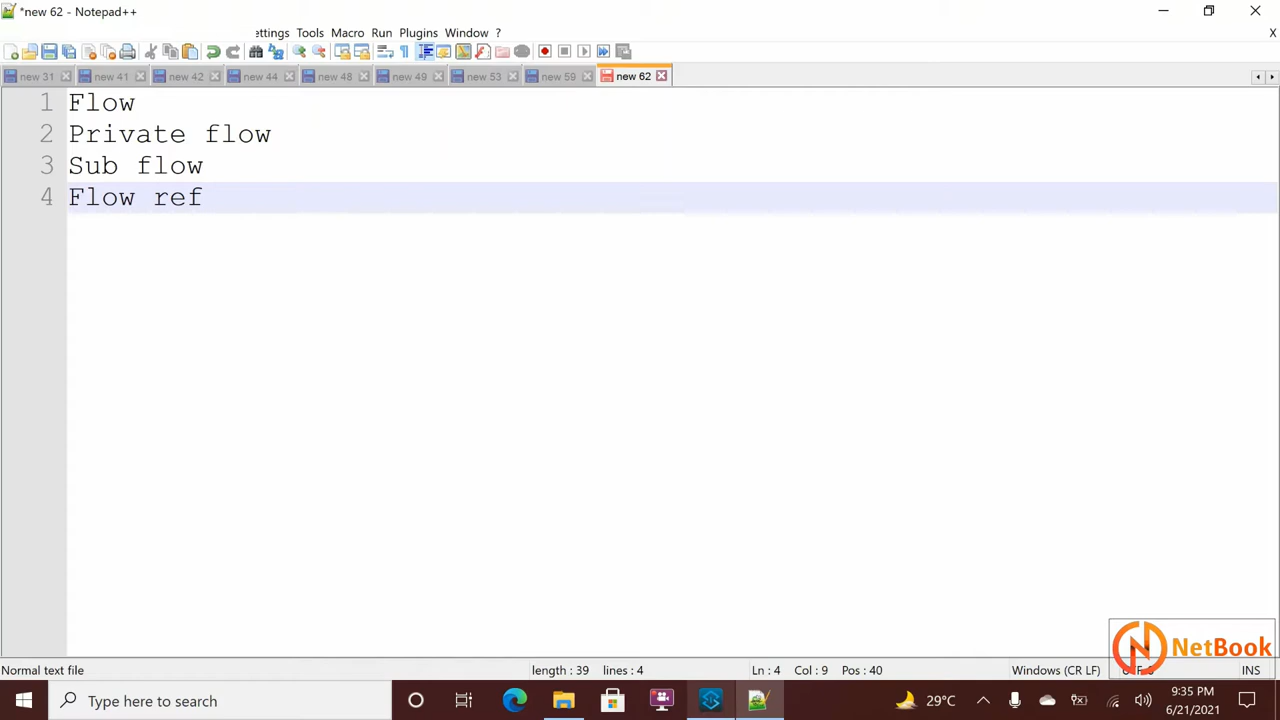 *new 62 - Notepad++
ettings Tools Macro Run Plugins Window ? X
new 31 new 41 new 42 new 44 new 48 new 49 new 53 new 59 new 62
1 Flow
2 Private flow
3 Sub flow
4 Flow ref
NetBook
Normal text file length : 39 lines : 4 Ln : 4 Col : 9 Pos : 40 Windows (CR LF) INS
Type here to search 29°C 9:35 PM
6/21/2021